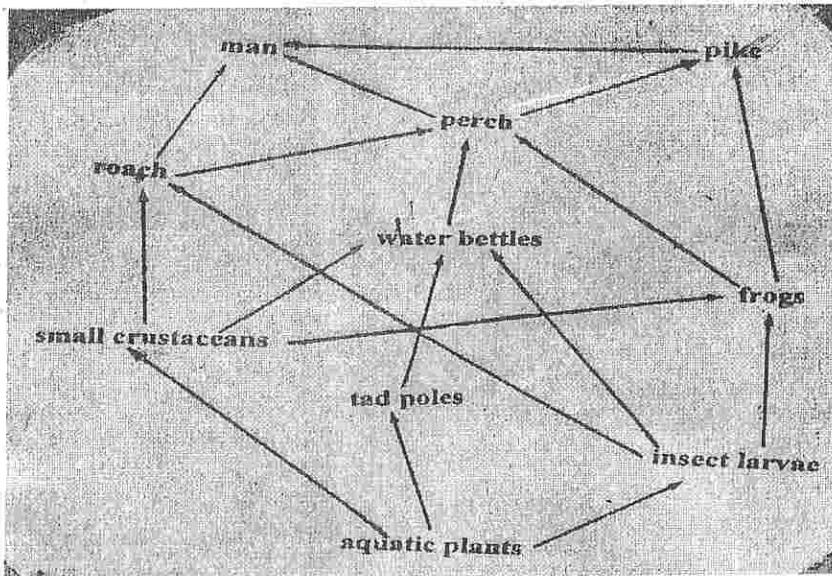 man
pike
perch
roach
water bettles
frogs
small crustaceans
tad poles
insect larvae
aquatic plants